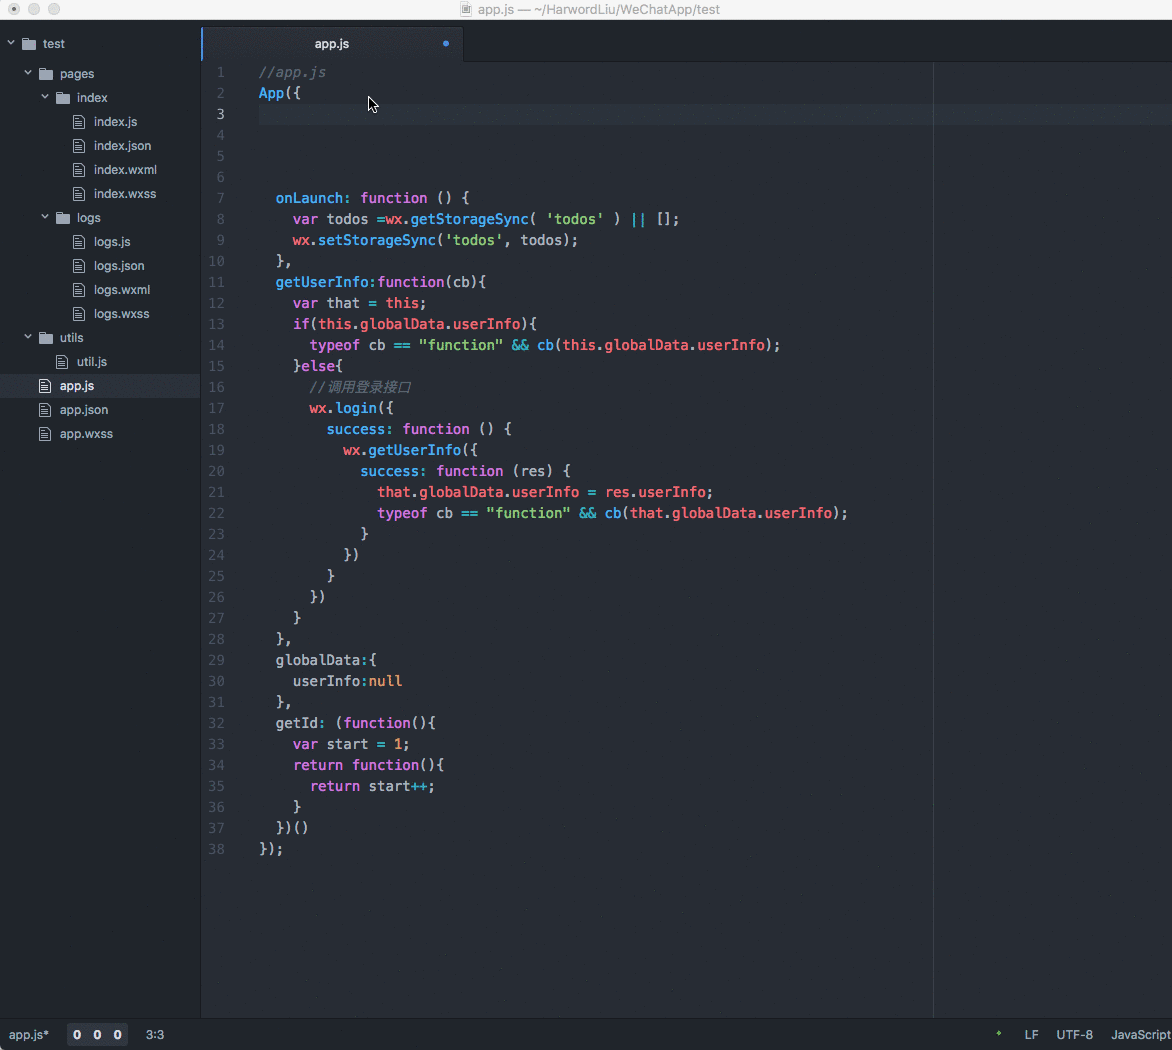 app.js — ~/HarwordLiu/WeChatApp/test
test
pages
index
index.js
index.json
index.wxml
index.wxss
logs
logs.js
logs.json
logs.wxml
logs.wxss
utils
util.js
app.js
app.json
app.wxss
app.js
1 //app.js
2 App({
3
4
5
6
7 onLaunch: function () {
8 var todos =wx.getStorageSync( 'todos' ) || [];
9 wx.setStorageSync('todos', todos);
10 },
11 getUserInfo:function(cb){
12 var that = this;
13 if(this.globalData.userInfo){
14 typeof cb == "function" && cb(this.globalData.userInfo);
15 }else{
16 //调用登录接口
17 wx.login({
18 success: function () {
19 wx.getUserInfo({
20 success: function (res) {
21 that.globalData.userInfo = res.userInfo;
22 typeof cb == "function" && cb(that.globalData.userInfo);
23 }
24 })
25 }
26 })
27 }
28 },
29 globalData:{
30 userInfo:null
31 },
32 getId: (function(){
33 var start = 1;
34 return function(){
35 return start++;
36 }
37 })()
38 });
app.js* 0 0 0 3:3 LF UTF-8 JavaScript